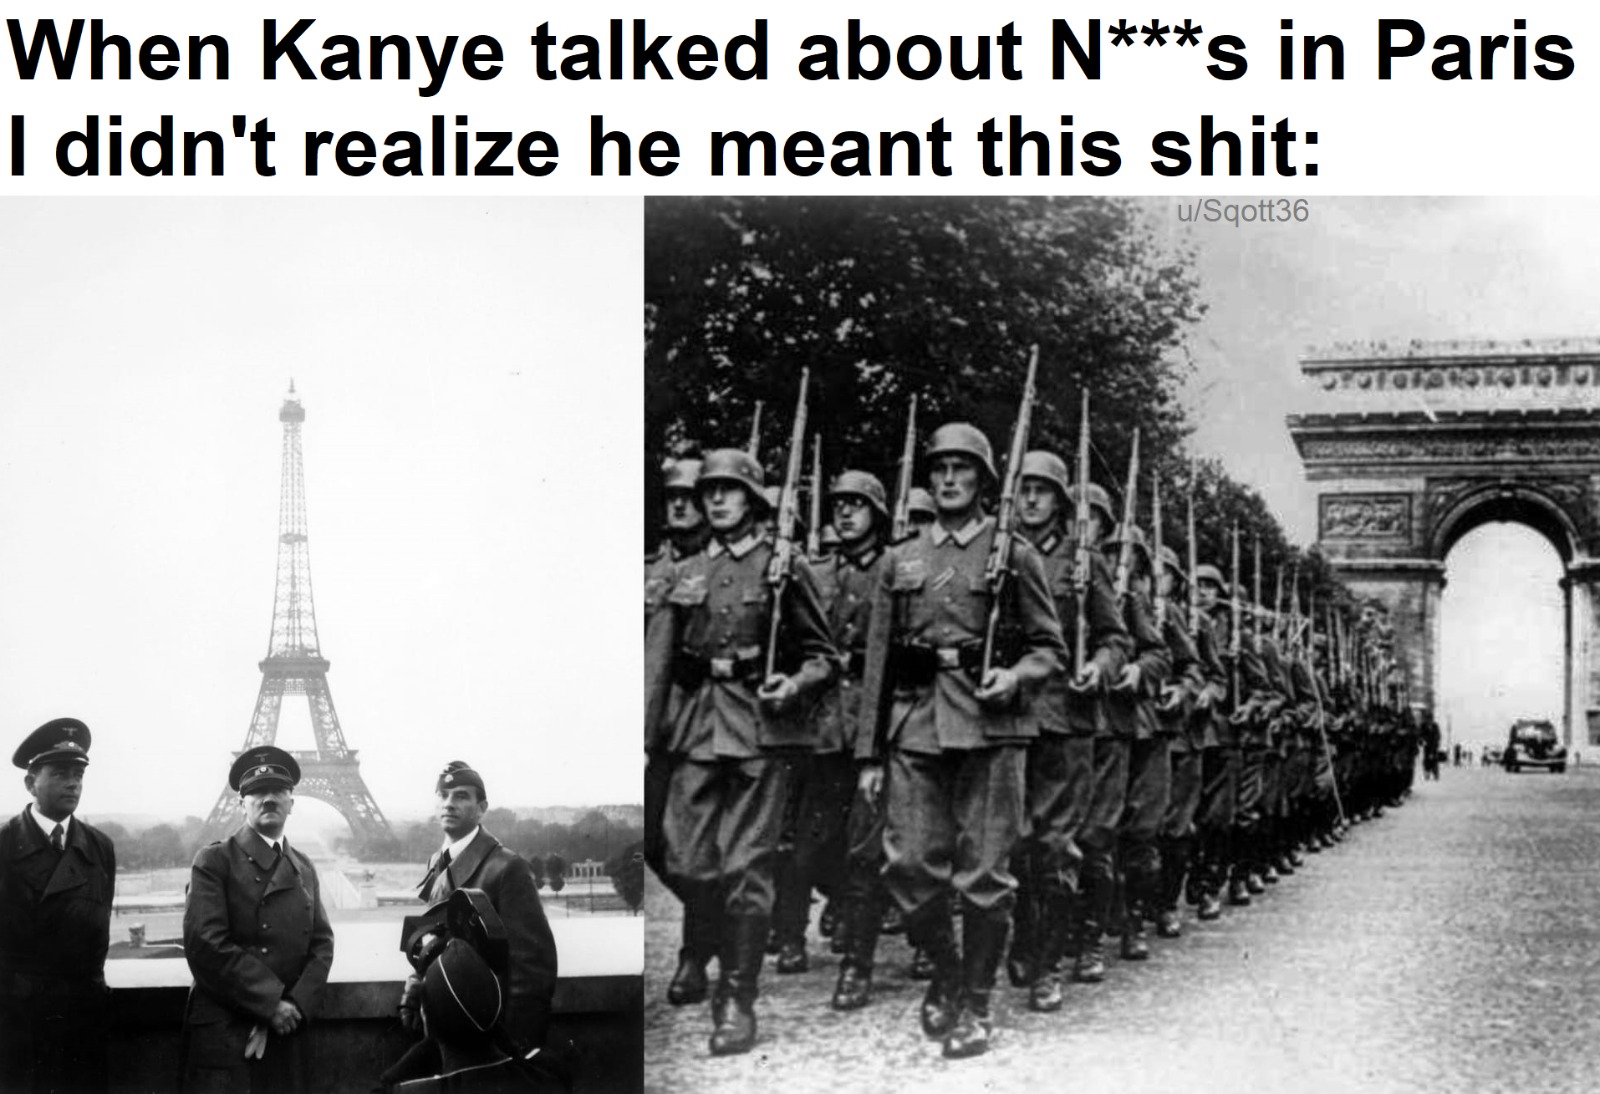 When Kanye talked about N***s in Paris
I didn't realize he meant this shit:
u/Sqott36